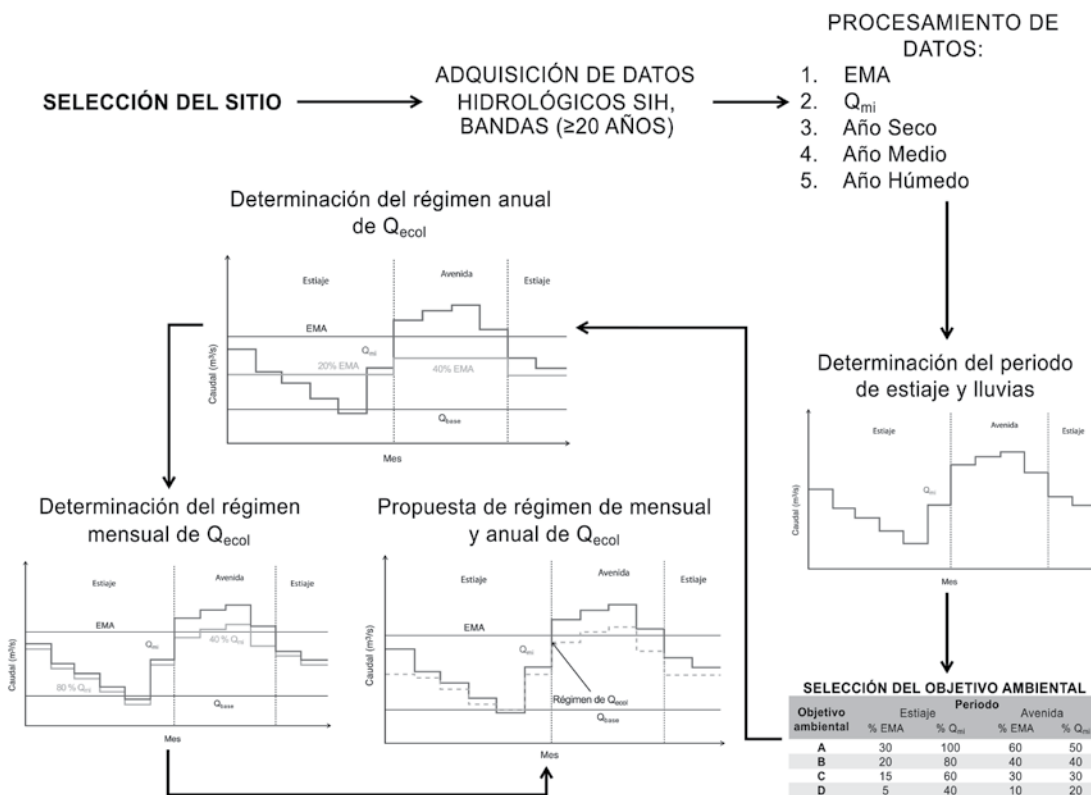 SELECCIÓN DEL SITIO
ADQUISICIÓN DE DATOS
HIDROLÓGICOS SIH,
BANDAS (≥20 AÑOS)
PROCESAMIENTO DE
DATOS:
1. EMA
2. Qmi
3. Año Seco
4. Año Medio
5. Año Húmedo
Determinación del periodo
de estiaje y lluvias
Estiaje
Avenida
Estiaje
Qmi
Caudal (m³/s)
Mes
SELECCIÓN DEL OBJETIVO AMBIENTAL
Objetivo ambiental
Periodo
Estiaje Avenida
% EMA % Qmi % EMA % Qmi
A 30 100 60 50
B 20 80 40 40
C 15 60 30 30
D 5 40 10 20
Determinación del régimen anual
de Qecol
Estiaje
Avenida
Estiaje
EMA
Qmi
20% EMA
40% EMA
Qbase
Caudal (m³/s)
Mes
Determinación del régimen
mensual de Qecol
Estiaje
Avenida
Estiaje
EMA
Qmi
40 % Qmi
80 % Qmi
Qbase
Caudal (m³/s)
Mes
Propuesta de régimen de mensual
y anual de Qecol
Estiaje
Avenida
Estiaje
EMA
Qmi
Régimen de Qecol
Qbase
Caudal (m³/s)
Mes